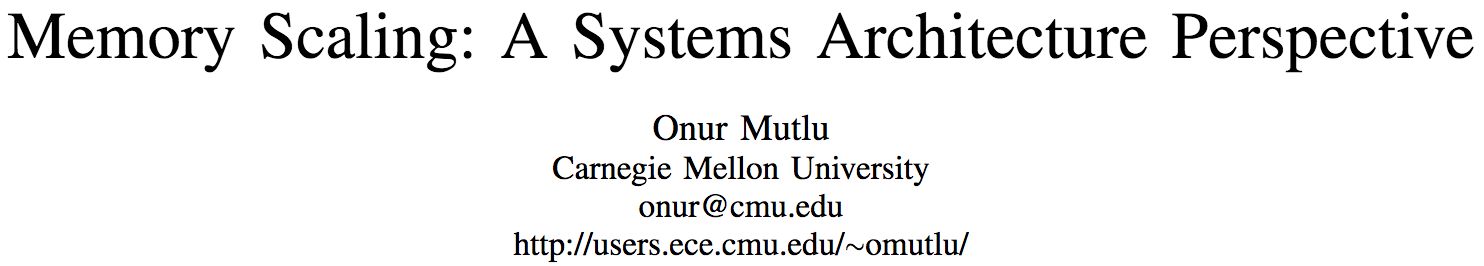 Memory Scaling: A Systems Architecture Perspective
Onur Mutlu
Carnegie Mellon University
onur@cmu.edu
http://users.ece.cmu.edu/~omutlu/